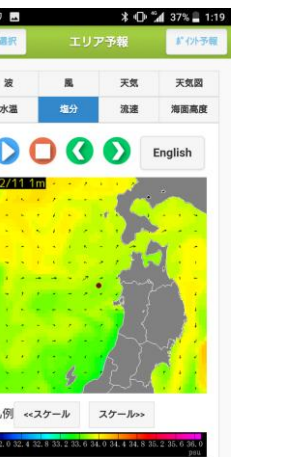 37% 1:19
選択 エリア予報 ﾎﾟｲﾝﾄ予報
波 風 天気 天気図
水温 塩分 流速 海面高度
English
2/11 1m
凡例 <<スケール スケール>>
32.0 32.4 32.8 33.2 33.6 34.0 34.4 34.8 35.2 35.6 36.0
psu